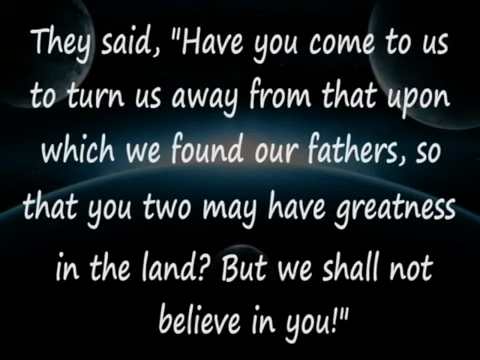 They said, "Have you come to us
to turn us away from that upon
which we found our fathers, so
that you two may have greatness
in the land? But we shall not
believe in you!"